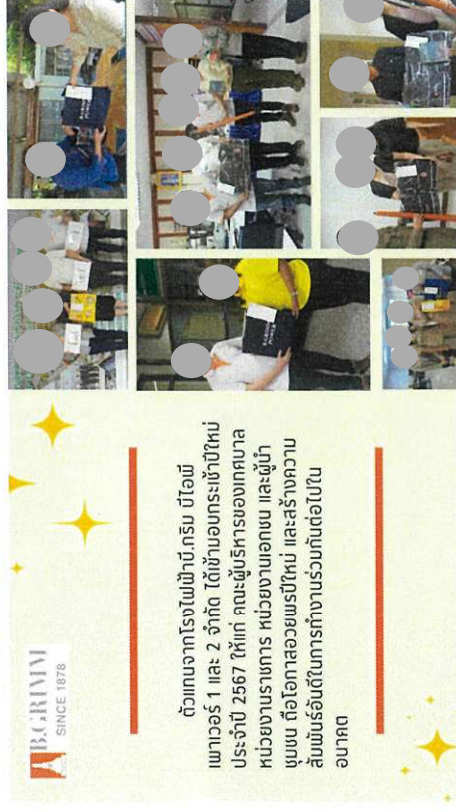 B.GRIMM
SINCE 1878
ตัวแทนจากโรงไฟฟ้าบี.กริม บีไอพี
เพาเวอร์ 1 และ 2 จำกัด ได้เข้ามอบกระเช้าปีใหม่
ประจำปี 2567 ให้แก่ คณะผู้บริหารของเทศบาล
หน่วยงานราชการ หน่วยงานเอกชน และผู้นำ
ชุมชน ถือโอกาสอวยพรปีใหม่ และสร้างความ
สัมพันธ์อันดีในการทำงานร่วมกันต่อไปใน
อนาคต